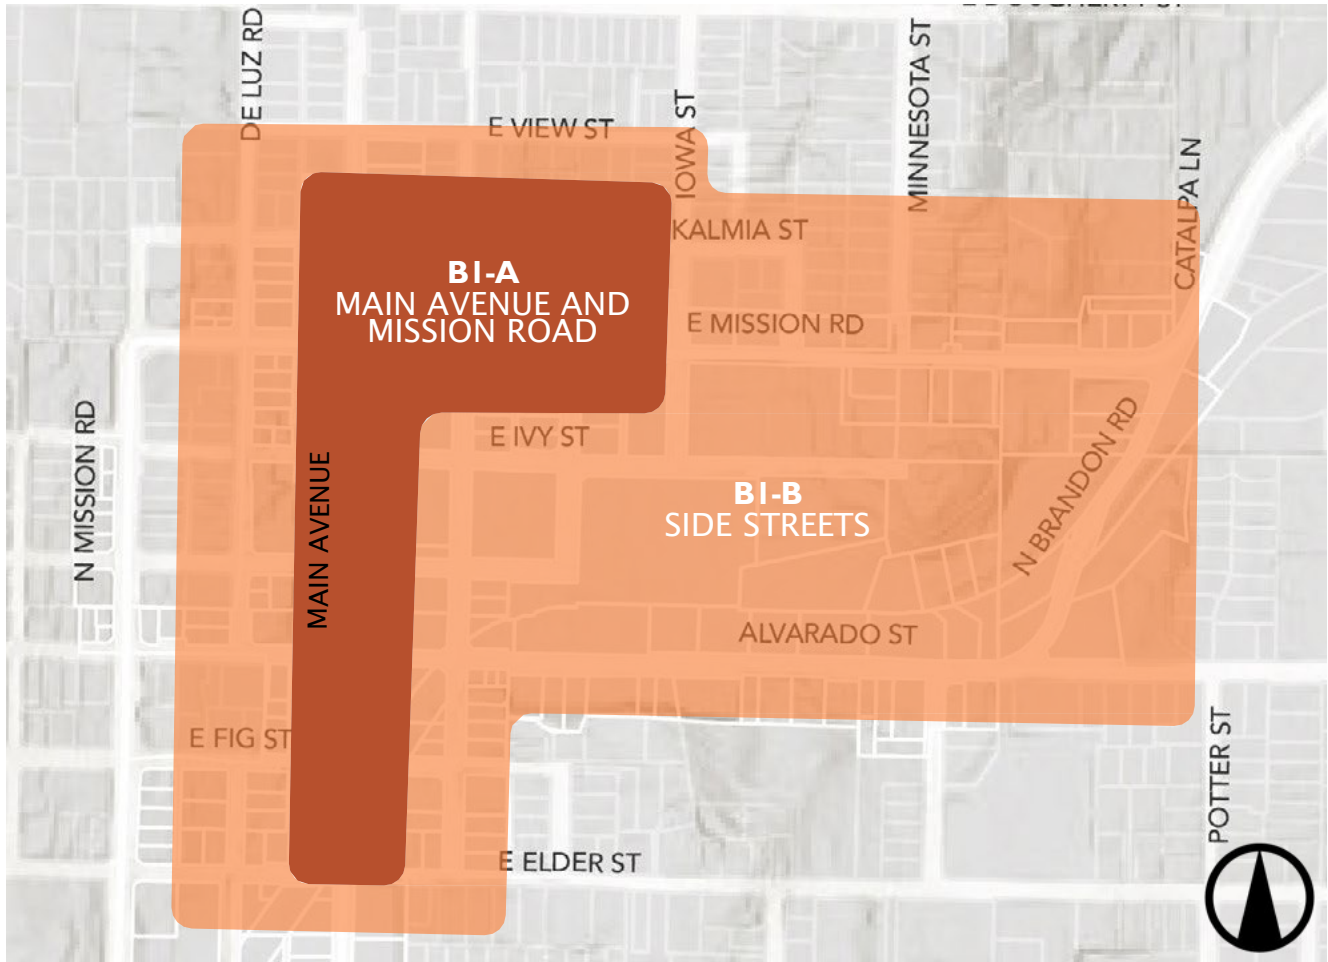 DE LUZ RD
E VIEW ST
IOWA ST
MINNESOTA ST
CATALPA LN
KALMIA ST
BI-A
MAIN AVENUE AND
MISSION ROAD
E MISSION RD
N MISSION RD
E IVY ST
MAIN AVENUE
BI-B
SIDE STREETS
N BRANDON RD
ALVARADO ST
E FIG ST
POTTER ST
E ELDER ST